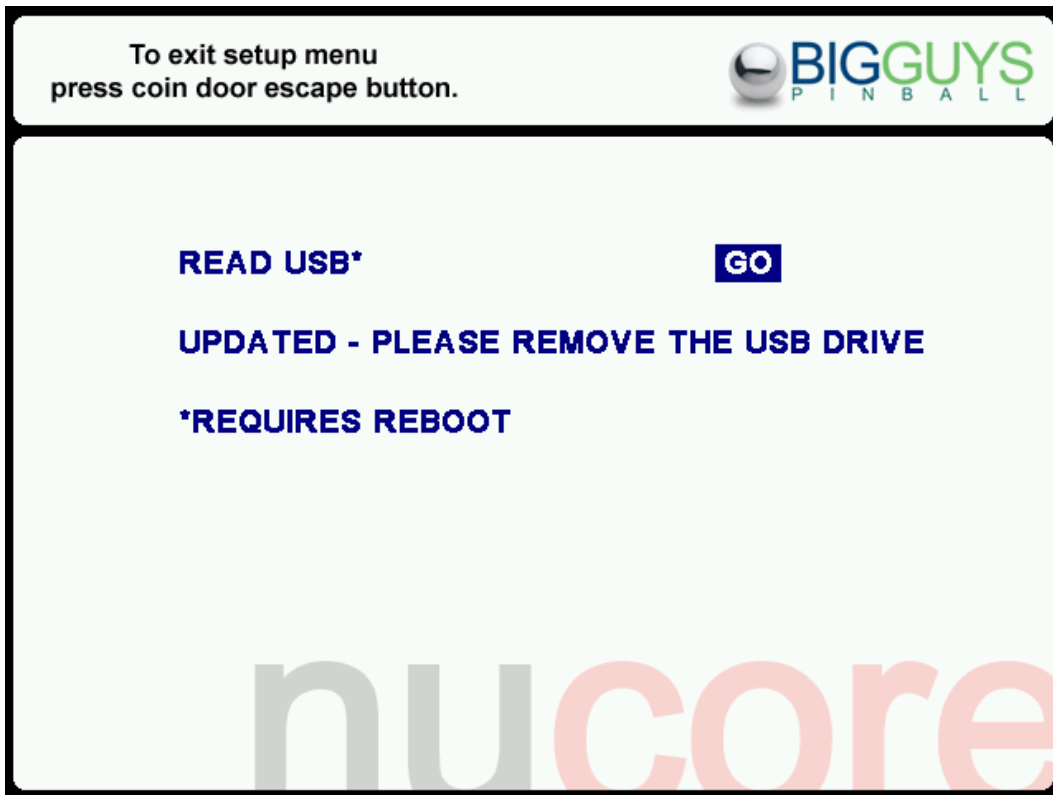 To exit setup menu
press coin door escape button.
BIGGUYS
PINBALL
READ USB* GO
UPDATED - PLEASE REMOVE THE USB DRIVE
*REQUIRES REBOOT
nucore